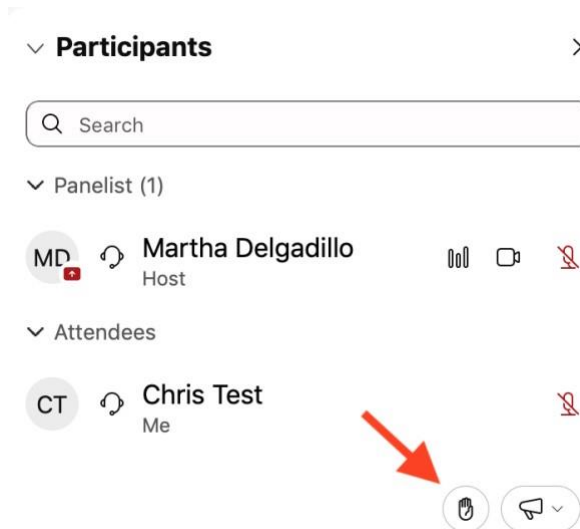 Participants
Search
Panelist (1)
MD
Martha Delgadillo
Host
Attendees
CT
Chris Test
Me